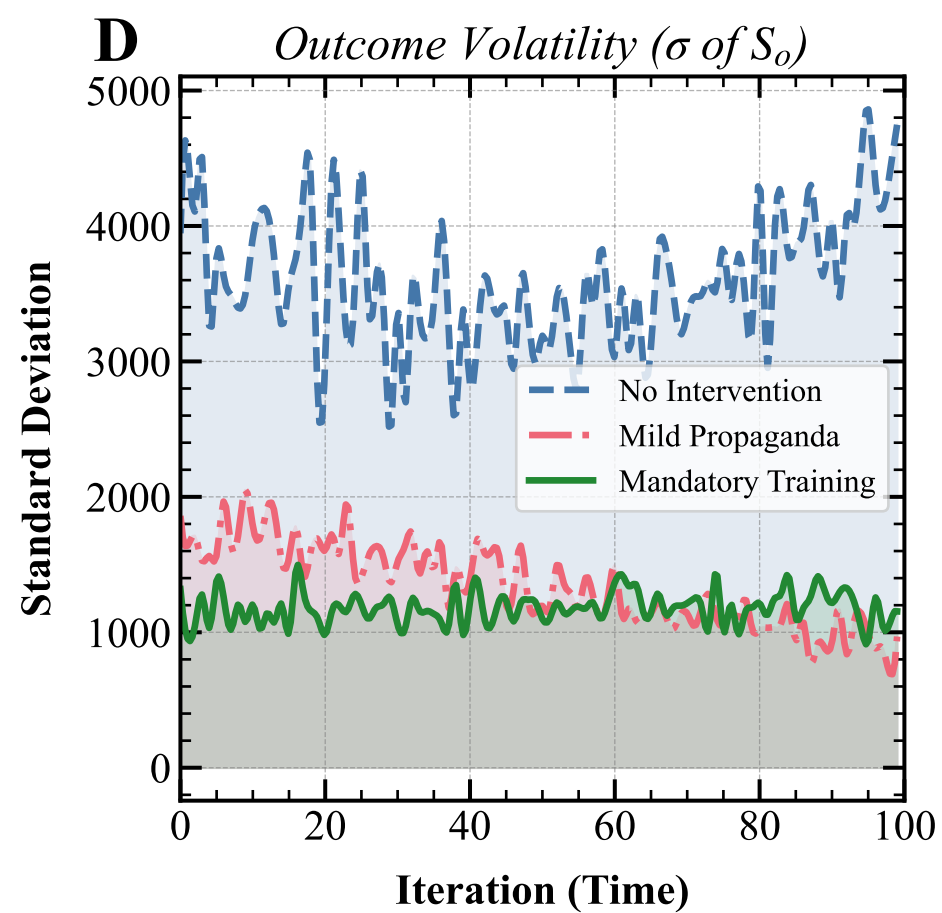 D
Outcome Volatility (σ of Sₒ)
5000
4000
3000
2000
1000
0
Standard Deviation
No Intervention
Mild Propaganda
Mandatory Training
0 20 40 60 80 100
Iteration (Time)